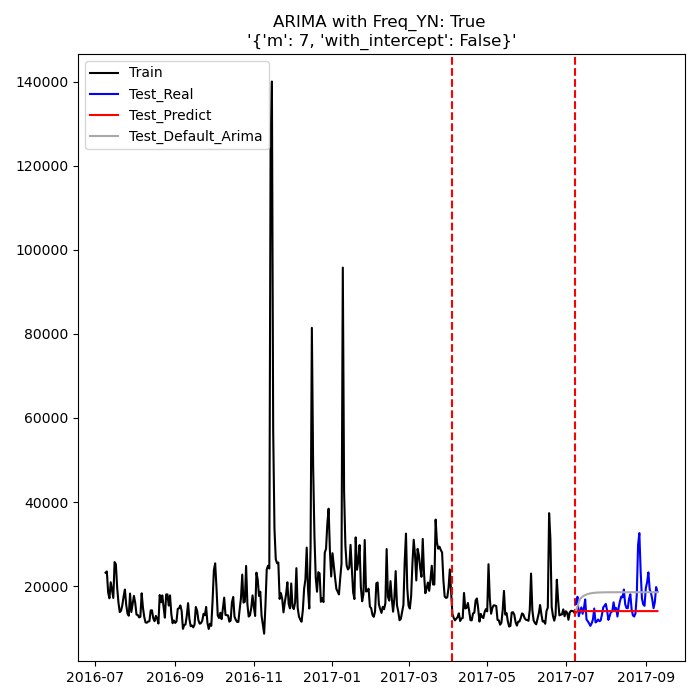 ARIMA with Freq_YN: True
'{'m': 7, 'with_intercept': False}'
Train
Test_Real
Test_Predict
Test_Default_Arima
140000
120000
100000
80000
60000
40000
20000
2016-07 2016-09 2016-11 2017-01 2017-03 2017-05 2017-07 2017-09